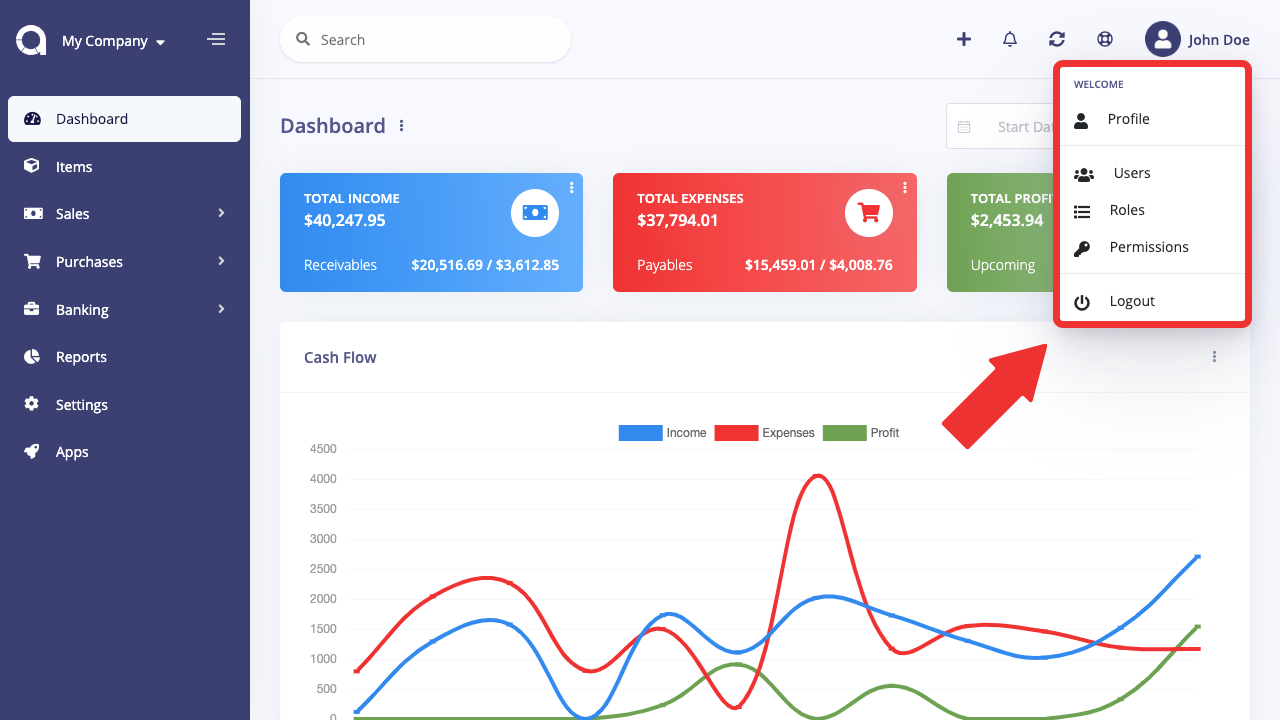 My Company
Search
John Doe
WELCOME
Profile
Users
Roles
Permissions
Logout
Dashboard
Items
Sales
Purchases
Banking
Reports
Settings
Apps
Dashboard
Start Dat
TOTAL INCOME
$40,247.95
Receivables $20,516.69 / $3,612.85
TOTAL EXPENSES
$37,794.01
Payables $15,459.01 / $4,008.76
TOTAL PROFI
$2,453.94
Upcoming
Cash Flow
Income Expenses Profit
4500
4000
3500
3000
2500
2000
1500
1000
500
0